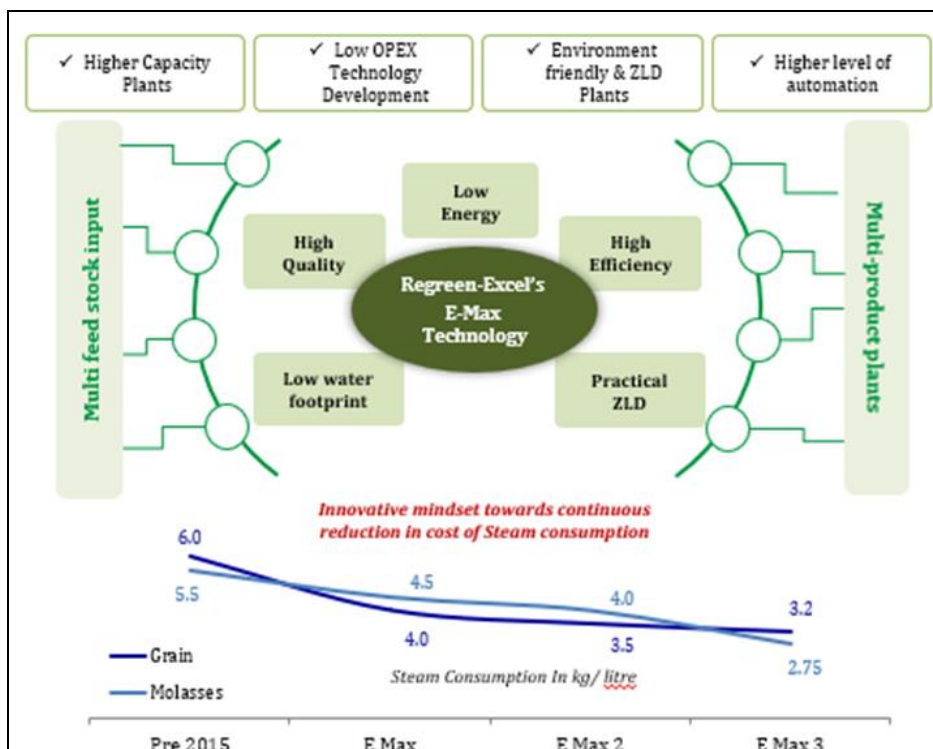 ✓ Higher Capacity
Plants
✓ Low OPEX
Technology
Development
✓ Environment
friendly & ZLD
Plants
✓ Higher level of
automation
Multi feed stock input
Low
Energy
High
Quality
High
Efficiency
Regreen-Excel's
E-Max
Technology
Low water
footprint
Practical
ZLD
Multi-product plants
Innovative mindset towards continuous
reduction in cost of Steam consumption
6.0
5.5
4.5
4.0
4.0
3.5
3.2
2.75
Grain
Molasses
Steam Consumption In kg/ litre
Pre 2015
E Max
E Max 2
E Max 3